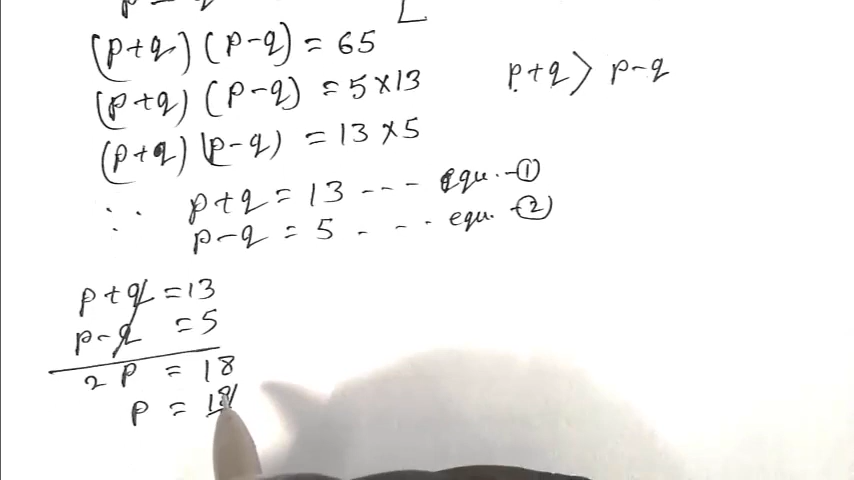 (p+q) (p-q) = 65
(p+q) (p-q) = 5×13
p+q > p-q
(p+q) (p-q) = 13×5
∴ p+q = 13 --- equ.-①
p-q = 5 - - - equ. -②
p+q = 13
p-q = 5
2p = 18
p = 18